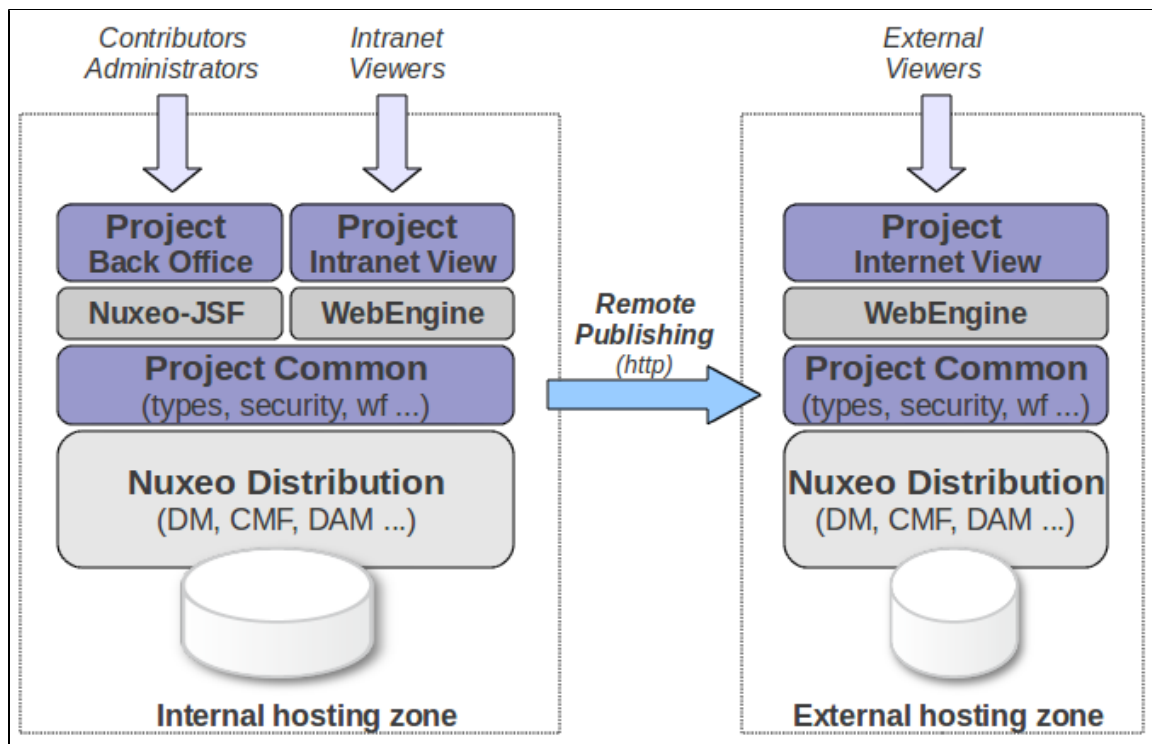 Contributors
Administrators
Intranet
Viewers
External
Viewers
Project
Back Office
Project
Intranet View
Nuxeo-JSF
WebEngine
Project Common
(types, security, wf ...)
Nuxeo Distribution
(DM, CMF, DAM ...)
Internal hosting zone
Remote
Publishing
(http)
Project
Internet View
WebEngine
Project Common
(types, security, wf ...)
Nuxeo Distribution
(DM, CMF, DAM ...)
External hosting zone